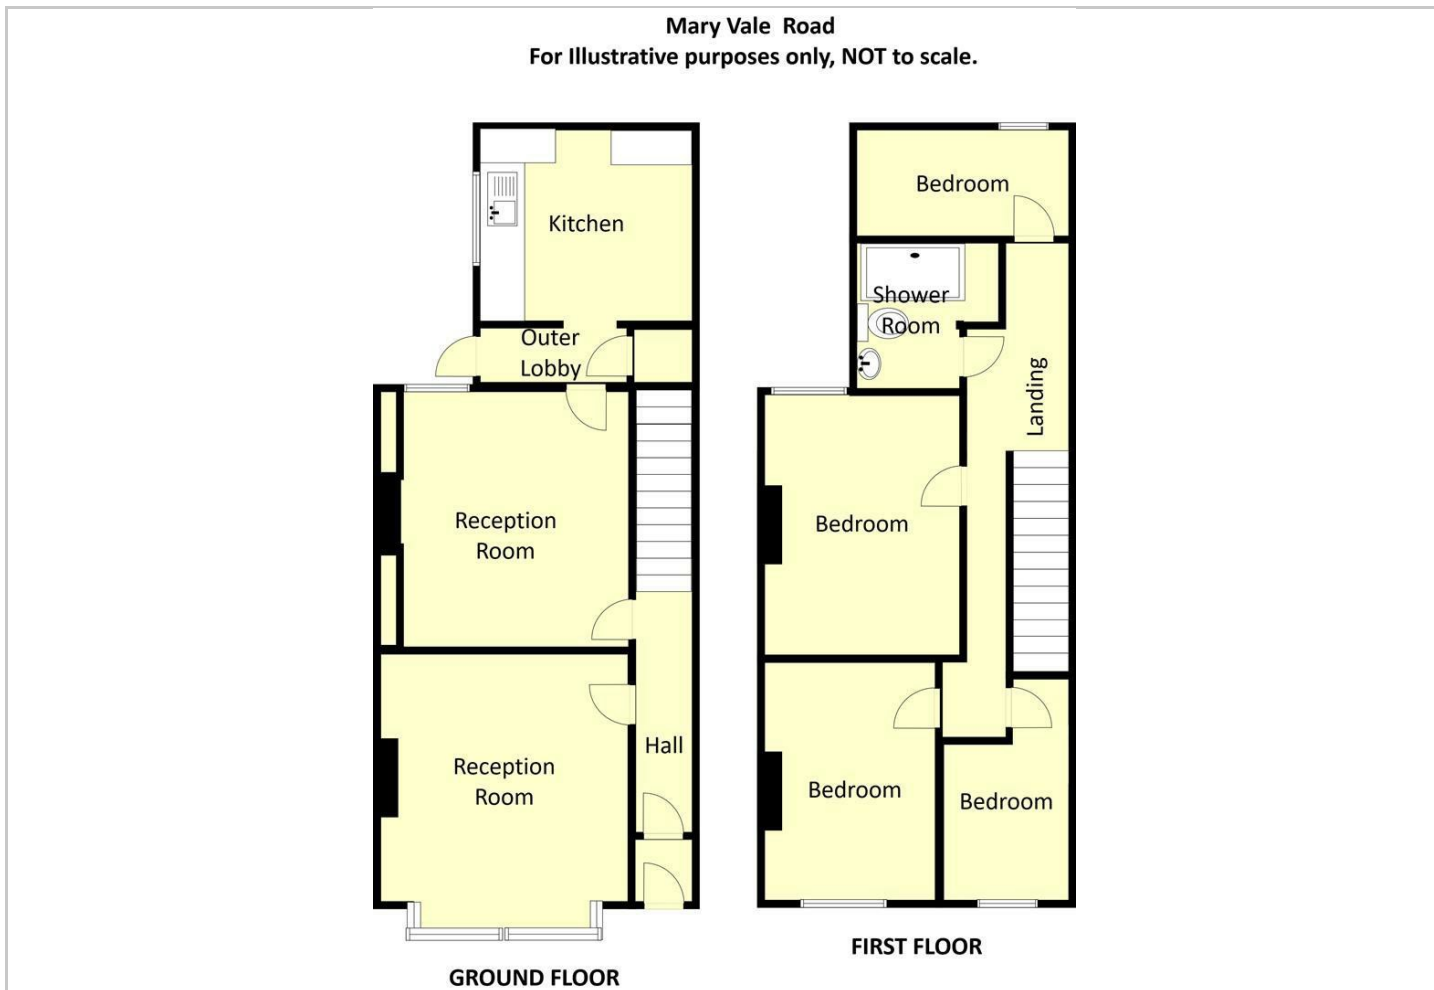 Mary Vale Road
For Illustrative purposes only, NOT to scale.
Kitchen
Outer
Lobby
Reception
Room
Reception
Room
Hall
GROUND FLOOR
Bedroom
Shower
Room
Landing
Bedroom
Bedroom
Bedroom
FIRST FLOOR